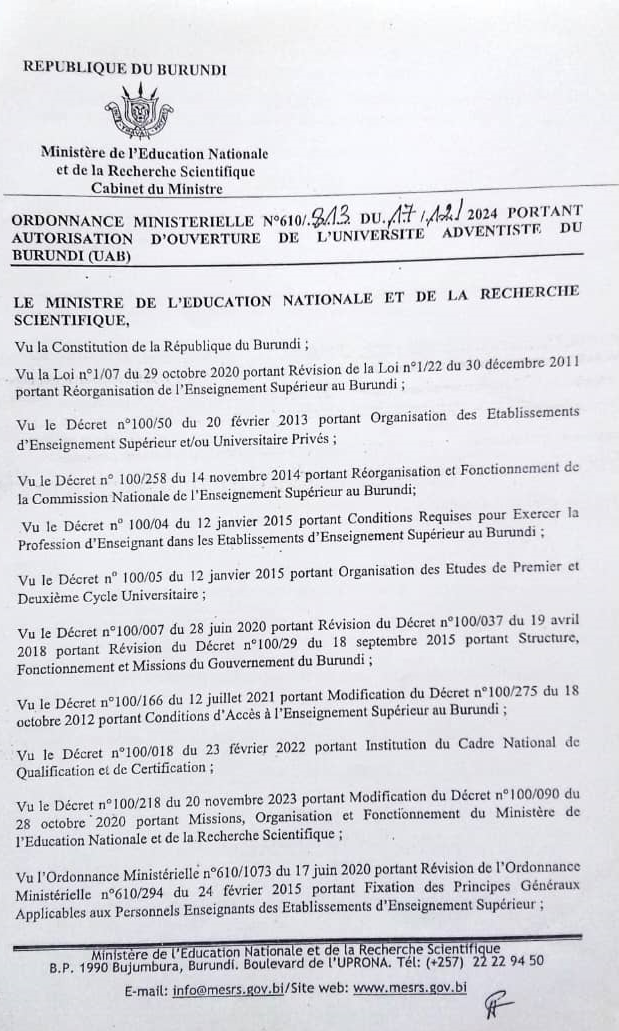 REPUBLIQUE DU BURUNDI
Ministère de l'Education Nationale
et de la Recherche Scientifique
Cabinet du Ministre
ORDONNANCE MINISTERIELLE N°610/.813 DU.17/12/ 2024 PORTANT
AUTORISATION D'OUVERTURE DE L'UNIVERSITE ADVENTISTE DU
BURUNDI (UAB)
LE MINISTRE DE L'EDUCATION NATIONALE ET DE LA RECHERCHE
SCIENTIFIQUE,
Vu la Constitution de la République du Burundi ;
Vu la Loi n°1/07 du 29 octobre 2020 portant Révision de la Loi n°1/22 du 30 décembre 2011
portant Réorganisation de l'Enseignement Supérieur au Burundi ;
Vu le Décret n°100/50 du 20 février 2013 portant Organisation des Etablissements
d'Enseignement Supérieur et/ou Universitaire Privés ;
Vu le Décret n° 100/258 du 14 novembre 2014 portant Réorganisation et Fonctionnement de
la Commission Nationale de l'Enseignement Supérieur au Burundi;
Vu le Décret n° 100/04 du 12 janvier 2015 portant Conditions Requises pour Exercer la
Profession d'Enseignant dans les Etablissements d'Enseignement Supérieur au Burundi ;
Vu le Décret n° 100/05 du 12 janvier 2015 portant Organisation des Etudes de Premier et
Deuxième Cycle Universitaire ;
Vu le Décret n°100/007 du 28 juin 2020 portant Révision du Décret n°100/037 du 19 avril
2018 portant Révision du Décret n°100/29 du 18 septembre 2015 portant Structure,
Fonctionnement et Missions du Gouvernement du Burundi ;
Vu le Décret n°100/166 du 12 juillet 2021 portant Modification du Décret n°100/275 du 18
octobre 2012 portant Conditions d'Accès à l'Enseignement Supérieur au Burundi ;
Vu le Décret n°100/018 du 23 février 2022 portant Institution du Cadre National de
Qualification et de Certification ;
Vu le Décret n°100/218 du 20 novembre 2023 portant Modification du Décret n°100/090 du
28 octobre 2020 portant Missions, Organisation et Fonctionnement du Ministère de
l'Education Nationale et de la Recherche Scientifique ;
Vu l'Ordonnance Ministérielle n°610/1073 du 17 juin 2020 portant Révision de l'Ordonnance
Ministérielle n°610/294 du 24 février 2015 portant Fixation des Principes Généraux
Applicables aux Personnels Enseignants des Etablissements d'Enseignement Supérieur ;
Ministère de l'Education Nationale et de la Recherche Scientifique
B.P. 1990 Bujumbura, Burundi. Boulevard de l'UPRONA. Tél: (+257) 22 22 94 50
E-mail: info@mesrs.gov.bi/Site web: www.mesrs.gov.bi